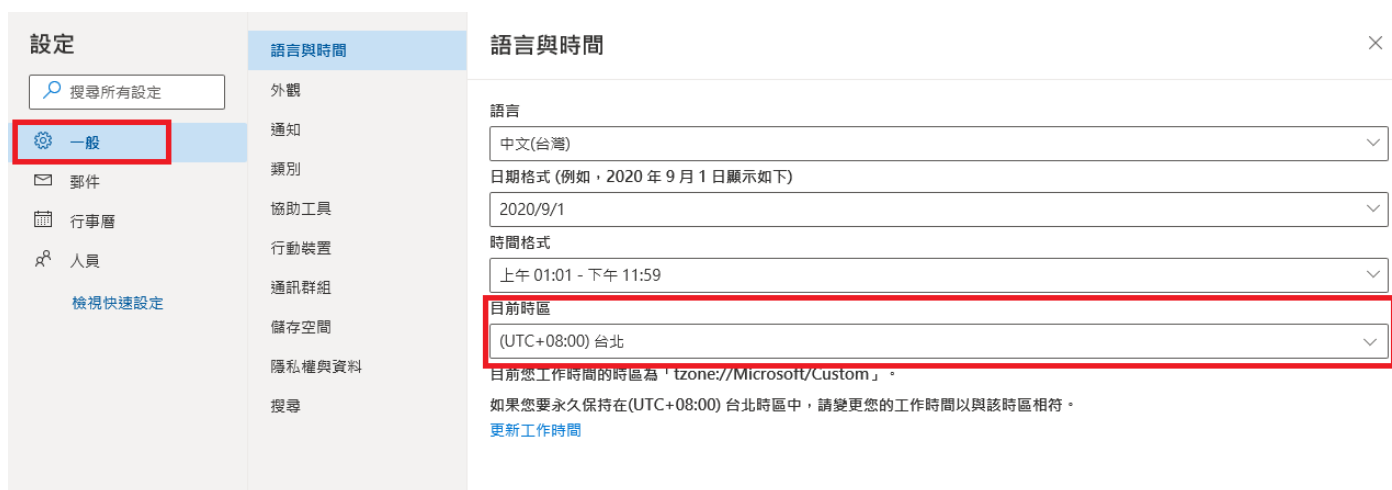 設定
搜尋所有設定
一般
郵件
行事曆
人員
檢視快速設定
語言與時間
外觀
通知
類別
協助工具
行動裝置
通訊群組
儲存空間
隱私權與資料
搜尋
語言與時間
語言
中文(台灣)
日期格式 (例如，2020 年 9 月 1 日顯示如下)
2020/9/1
時間格式
上午 01:01 - 下午 11:59
目前時區
(UTC+08:00) 台北
目前您工作時間的時區為「tzone://Microsoft/Custom」。
如果您要永久保持在(UTC+08:00) 台北時區中，請變更您的工作時間以與該時區相符。
更新工作時間